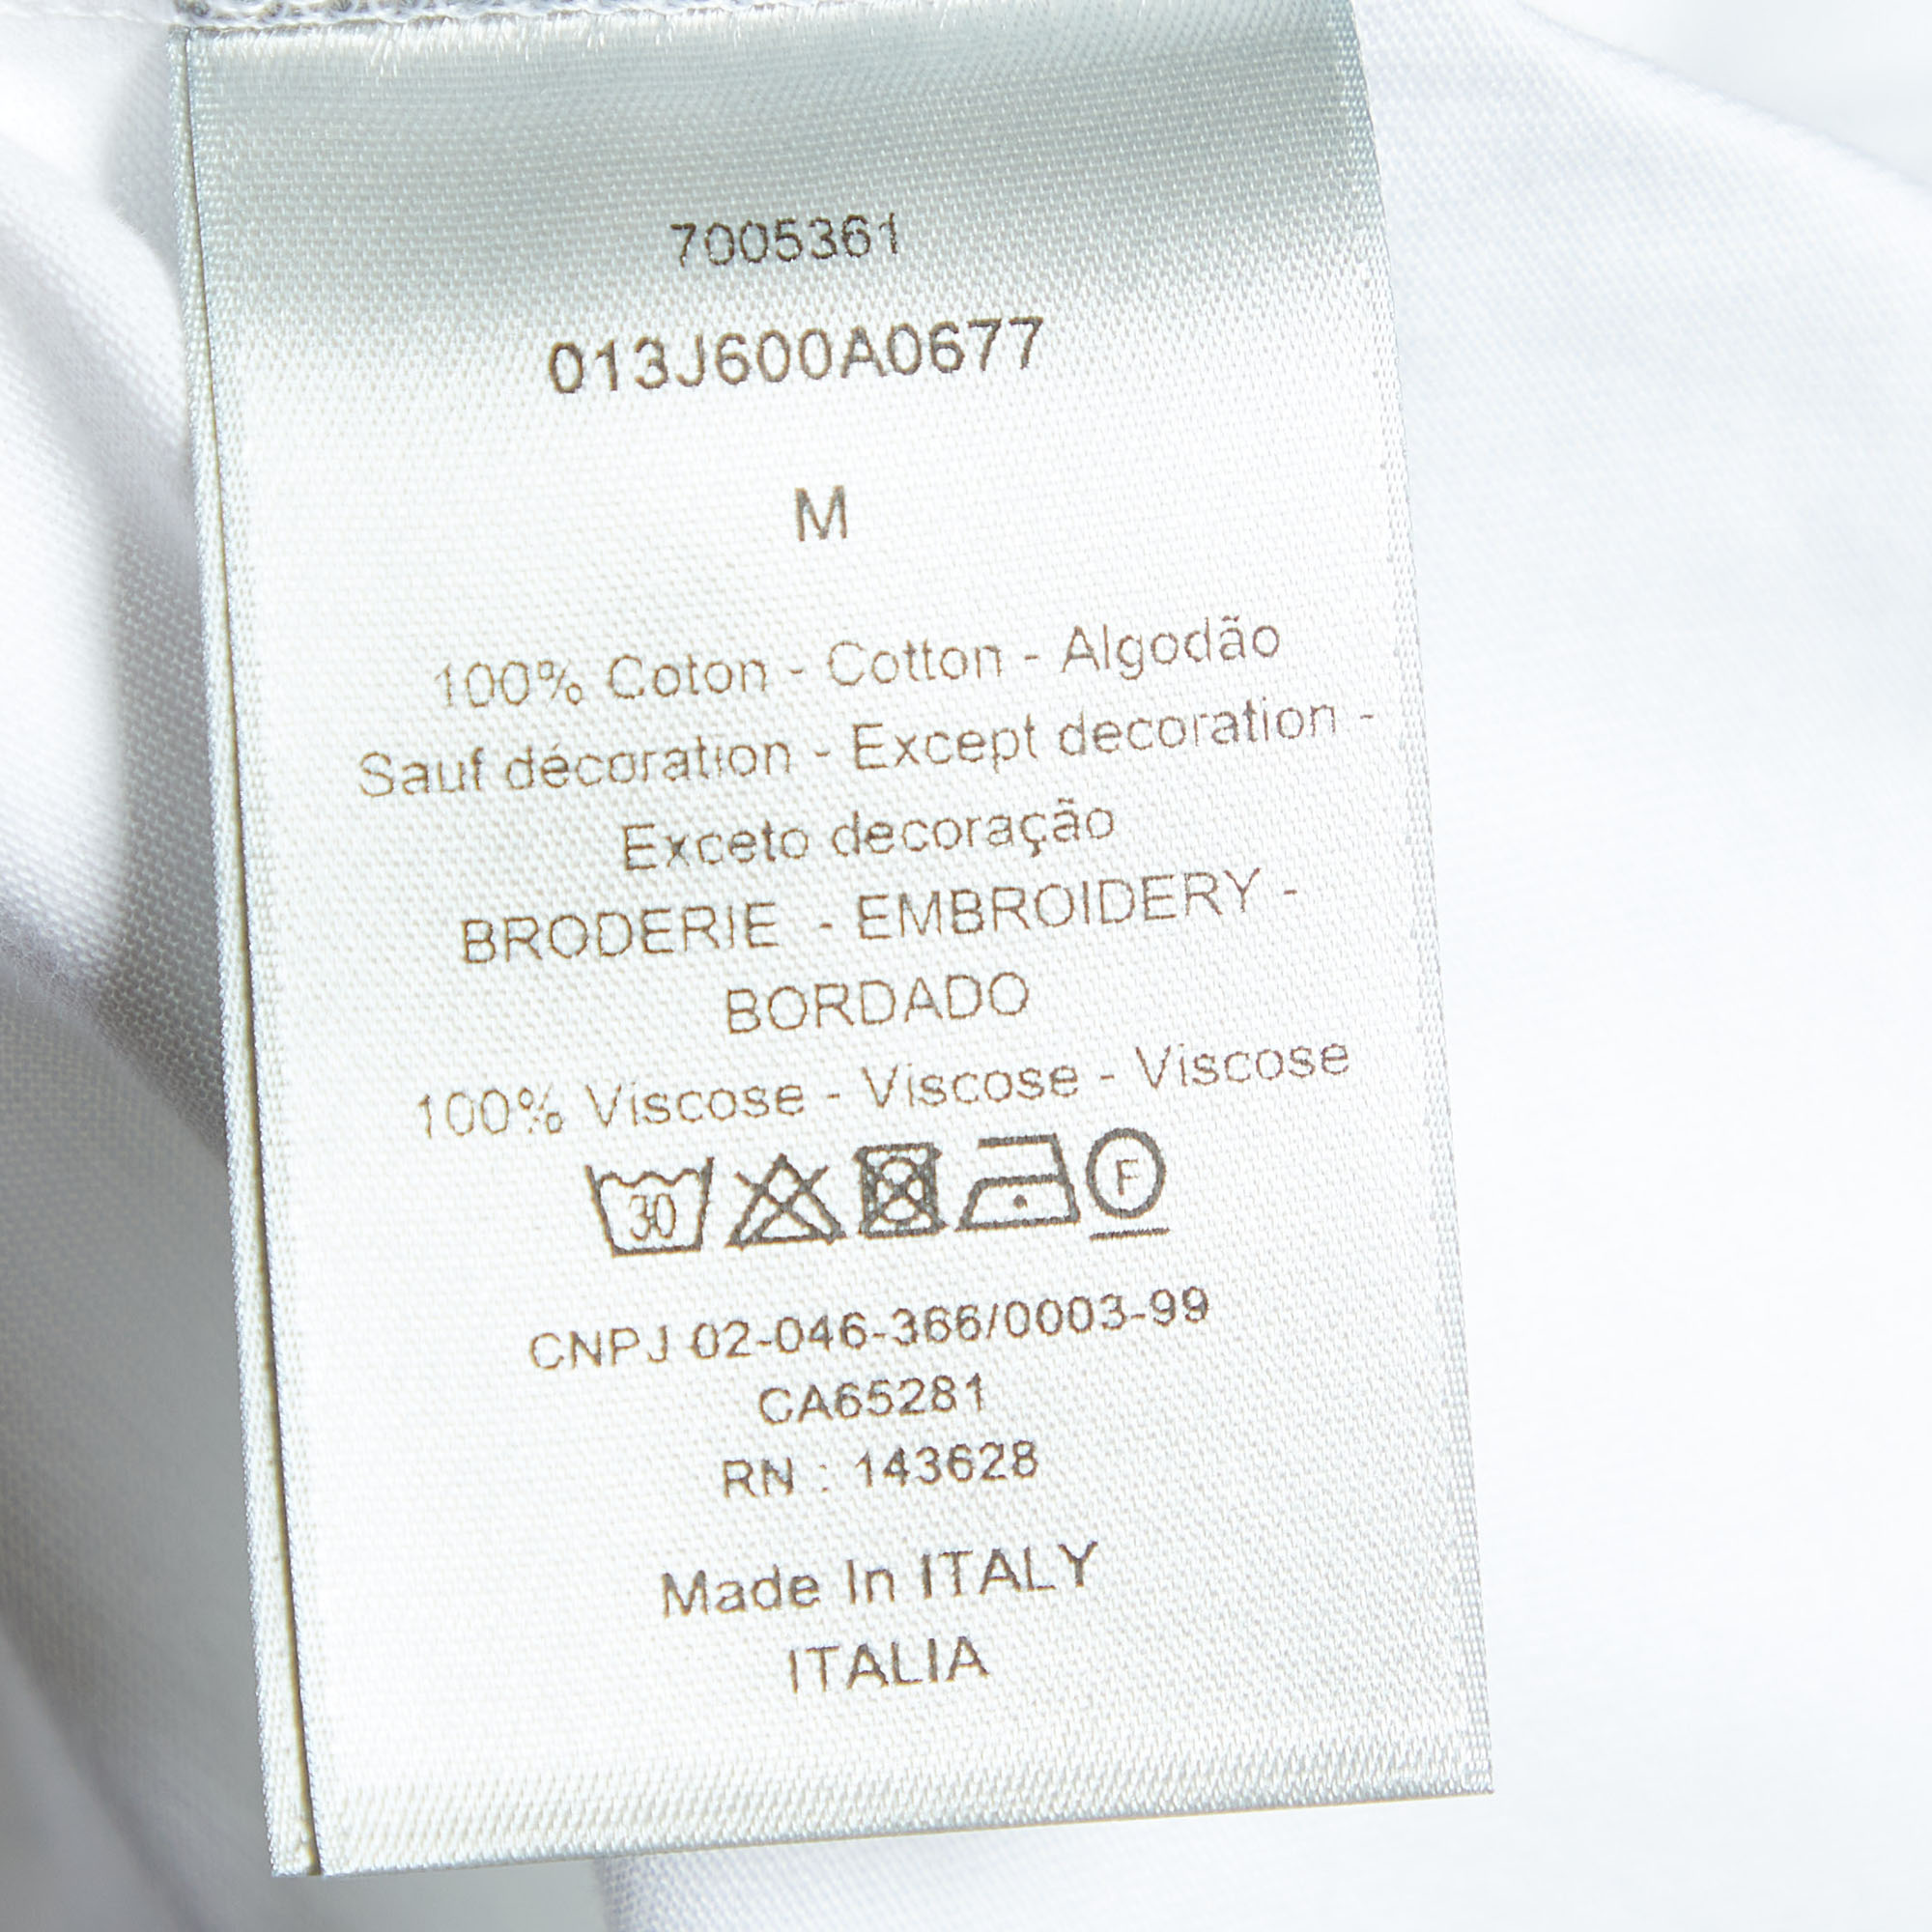 7005361
013J600A0677
M
100% Coton - Cotton - Algodão
Sauf décoration - Except decoration -
Exceto decoração
BRODERIE - EMBROIDERY -
BORDADO
100% Viscose - Viscose - Viscose
30 F
CNPJ 02-046-366/0003-99
CA65281
RN : 143628
Made In ITALY
ITALIA